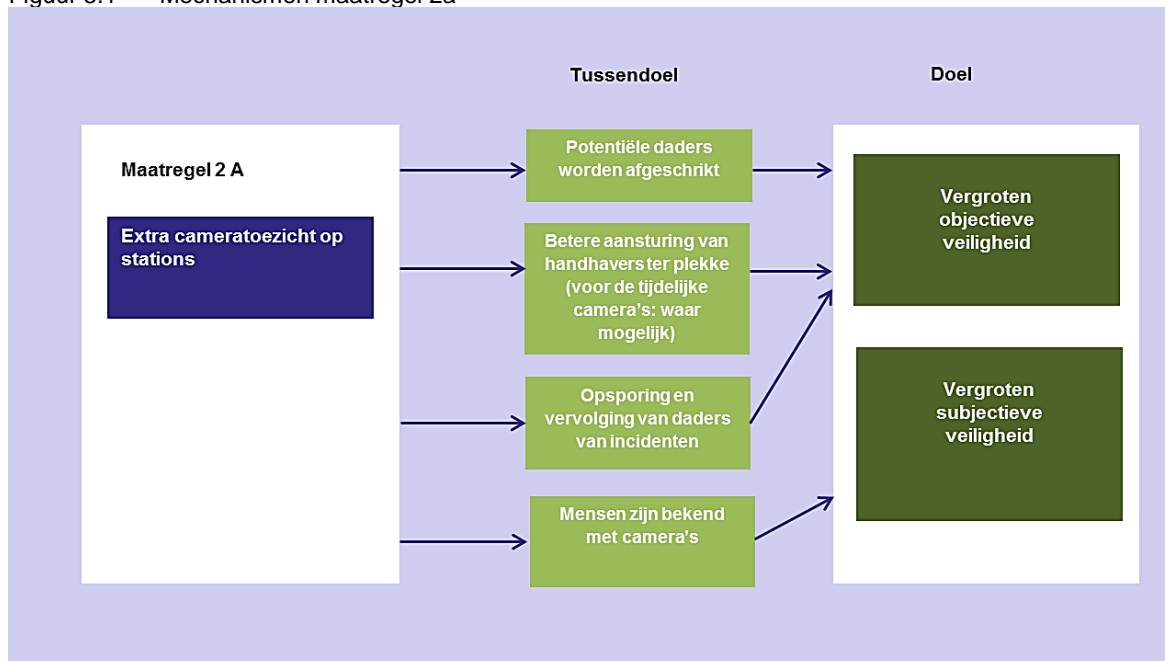 Tussendoel
Doel
Maatregel 2 A
Extra cameratoezicht op
stations
Potentiële daders
worden afgeschrikt
Betere aansturing van
handhavers ter plekke
(voor de tijdelijke
camera's: waar
mogelijk)
Opsporing en
vervolging van daders
van incidenten
Mensen zijn bekend
met camera's
Vergroten
objectieve
veiligheid
Vergroten
subjectieve
veiligheid